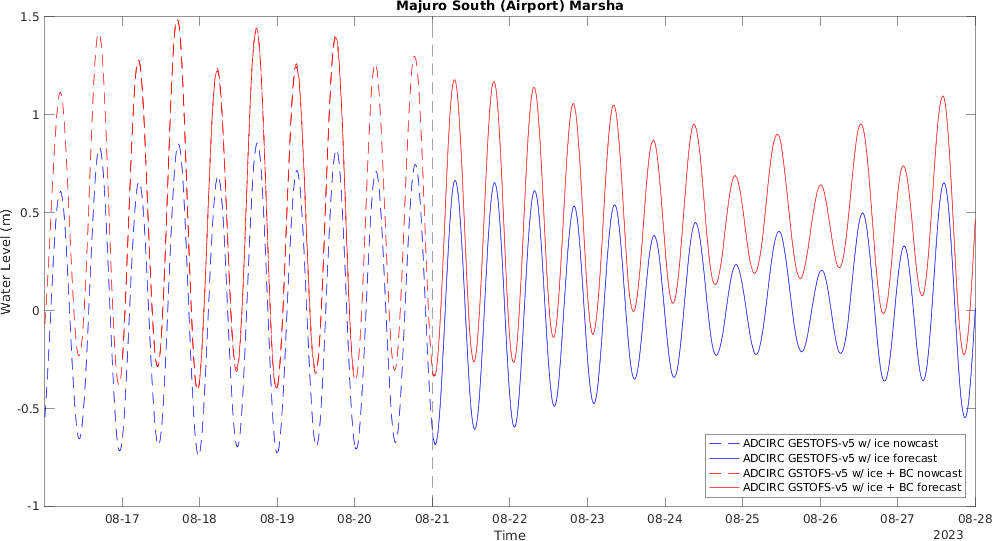 Majuro South (Airport) Marsha
1.5
1
0.5
0
-0.5
-1
Water Level (m)
08-17
08-18
08-19
08-20
08-21
08-22
08-23
08-24
08-25
08-26
08-27
08-28
Time
2023
ADCIRC GESTOFS-v5 w/ ice nowcast
ADCIRC GESTOFS-v5 w/ ice forecast
ADCIRC GSTOFS-v5 w/ ice + BC nowcast
ADCIRC GSTOFS-v5 w/ ice + BC forecast